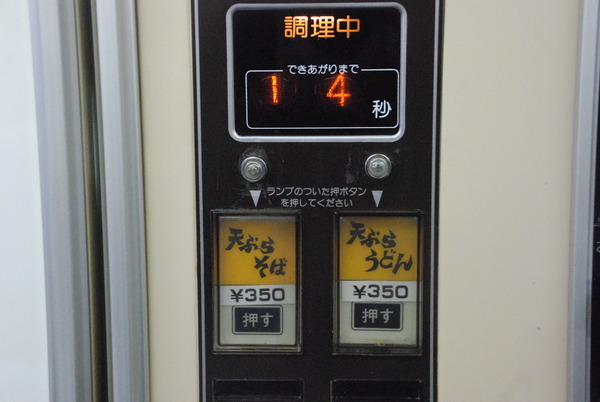 調理中
できあがりまで
14
秒
ランプのついた押ボタン
を押してください
天ぷら
そば
¥350
押す
天ぷら
うどん
¥350
押す